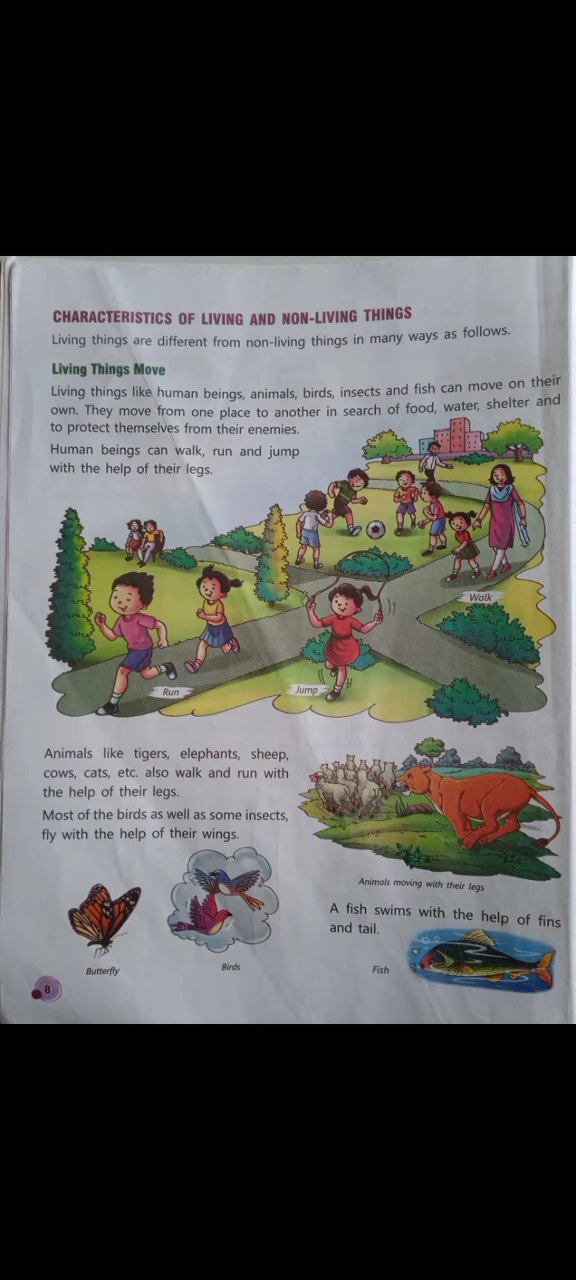 CHARACTERISTICS OF LIVING AND NON-LIVING THINGS
Living things are different from non-living things in many ways as follows.
Living Things Move
Living things like human beings, animals, birds, insects and fish can move on their
own. They move from one place to another in search of food, water, shelter and
to protect themselves from their enemies.
Human beings can walk, run and jump
with the help of their legs.
Walk
Run
Jump
Animals like tigers, elephants, sheep,
cows, cats, etc. also walk and run with
the help of their legs.
Most of the birds as well as some insects,
fly with the help of their wings.
Animals moving with their legs
A fish swims with the help of fins
and tail.
Butterfly
Birds
Fish
8